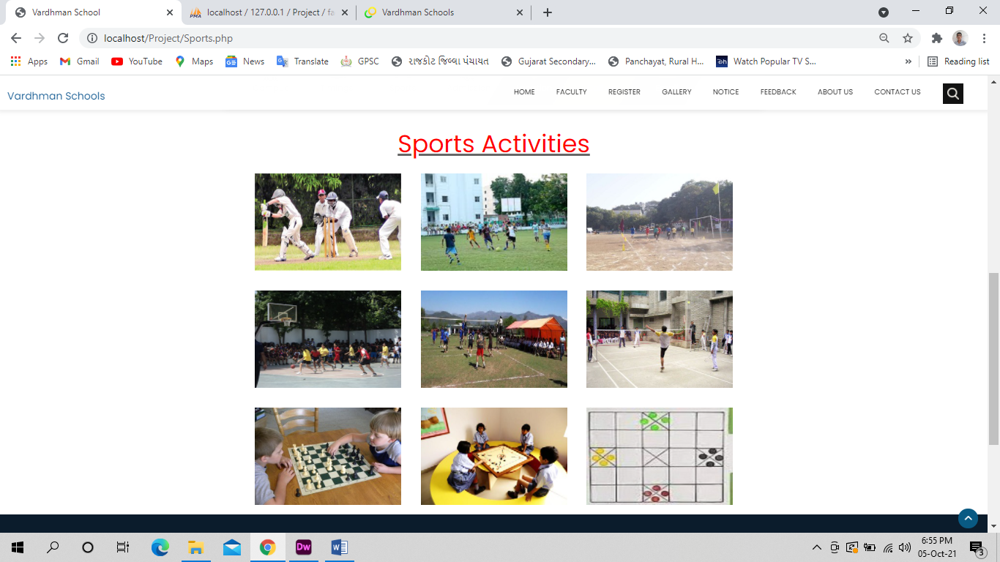 Vardhman School
localhost / 127.0.0.1 / Project / fa
Vardhman Schools
localhost/Project/Sports.php
Apps
Gmail
YouTube
Maps
News
Translate
GPSC
રાજકોટ જિલ્લા પંચાયત
Gujarat Secondary...
Panchayat, Rural H...
Watch Popular TV S...
»
Reading list
Vardhman Schools
HOME
FACULTY
REGISTER
GALLERY
NOTICE
FEEDBACK
ABOUT US
CONTACT US
Sports Activities
Dw
W
6:55 PM
05-Oct-21
3